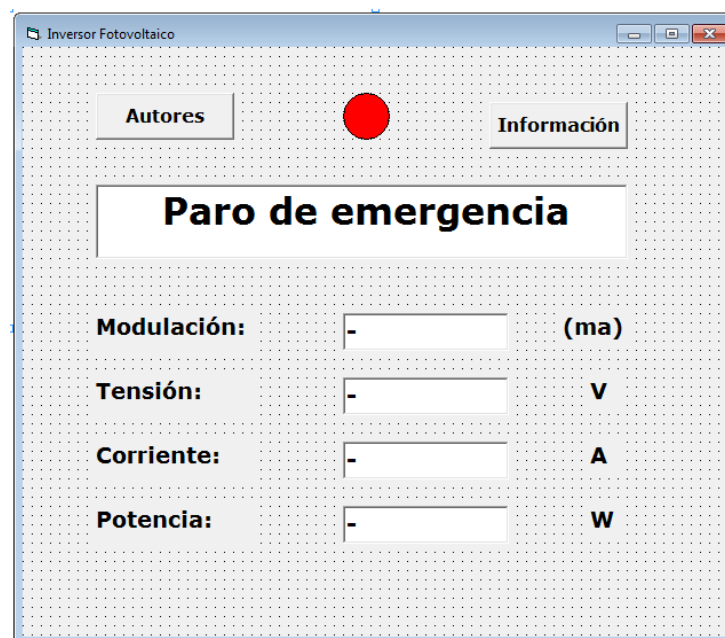 Inversor Fotovoltaico
Autores
Información
Paro de emergencia
Modulación: - (ma)
Tensión: - V
Corriente: - A
Potencia: - W